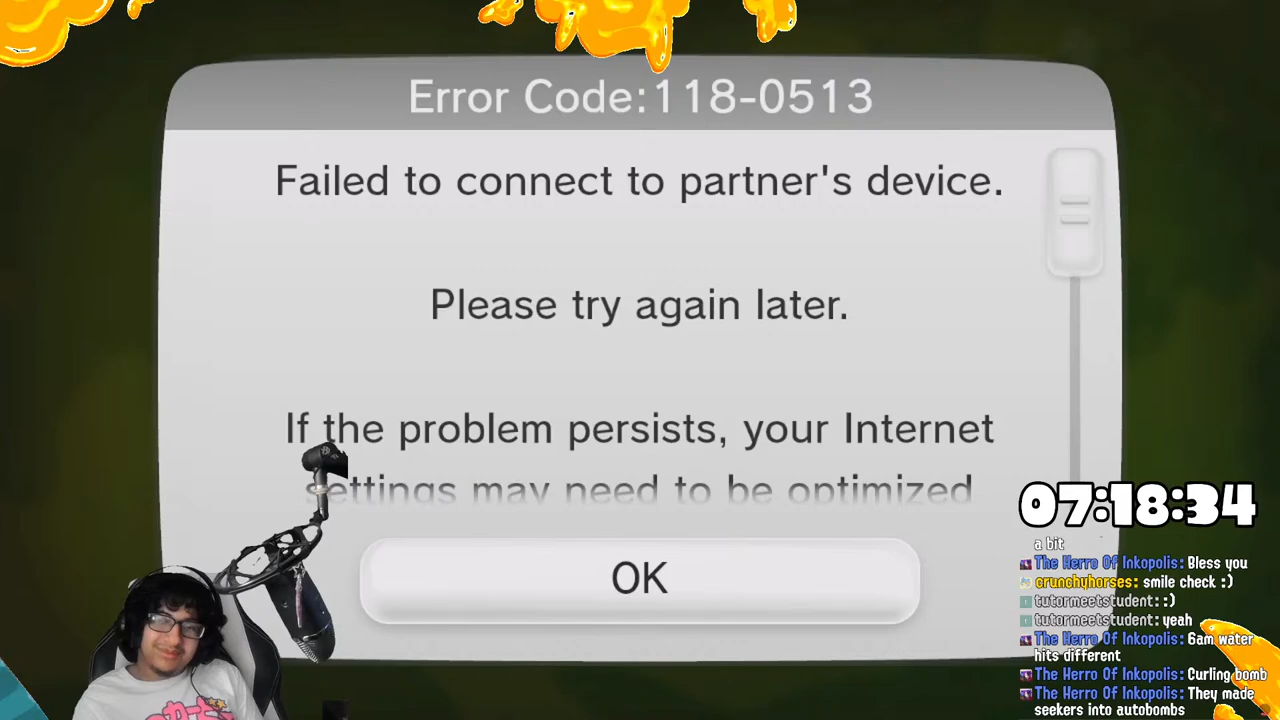 Error Code:118-0513
Failed to connect to partner's device.
Please try again later.
If the problem persists, your Internet
settings may need to be optimized
OK
07:18:34
a bit
The Herro Of Inkopolis: Bless you
crunchyhorses: smile check :)
tutormeetstudent: :)
tutormeetstudent: yeah
The Herro Of Inkopolis: 6am water
hits different
The Herro Of Inkopolis: Curling bomb
The Herro Of Inkopolis: They made
seekers into autobombs